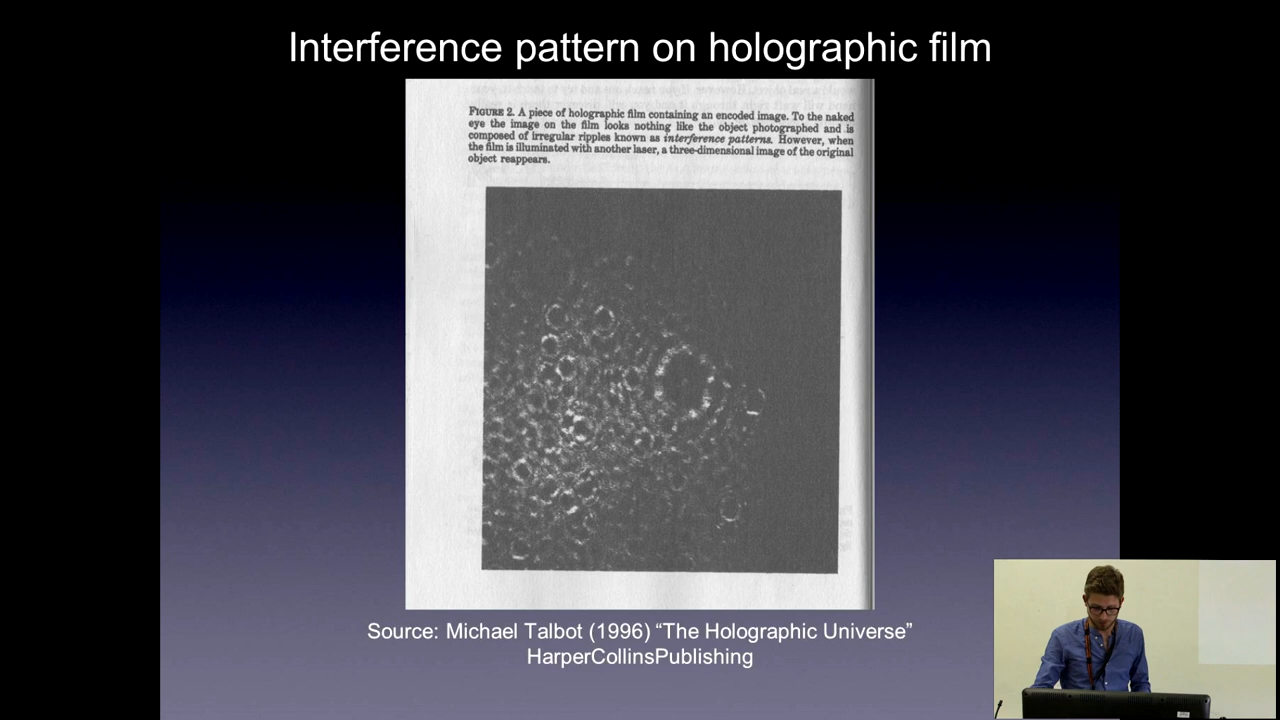 Interference pattern on holographic film
FIGURE 2. A piece of holographic film containing an encoded image. To the naked
eye the image on the film looks nothing like the object photographed and is
composed of irregular ripples known as interference patterns. However, when
the film is illuminated with another laser, a three-dimensional image of the original
object reappears.
Source: Michael Talbot (1996) “The Holographic Universe”
HarperCollinsPublishing